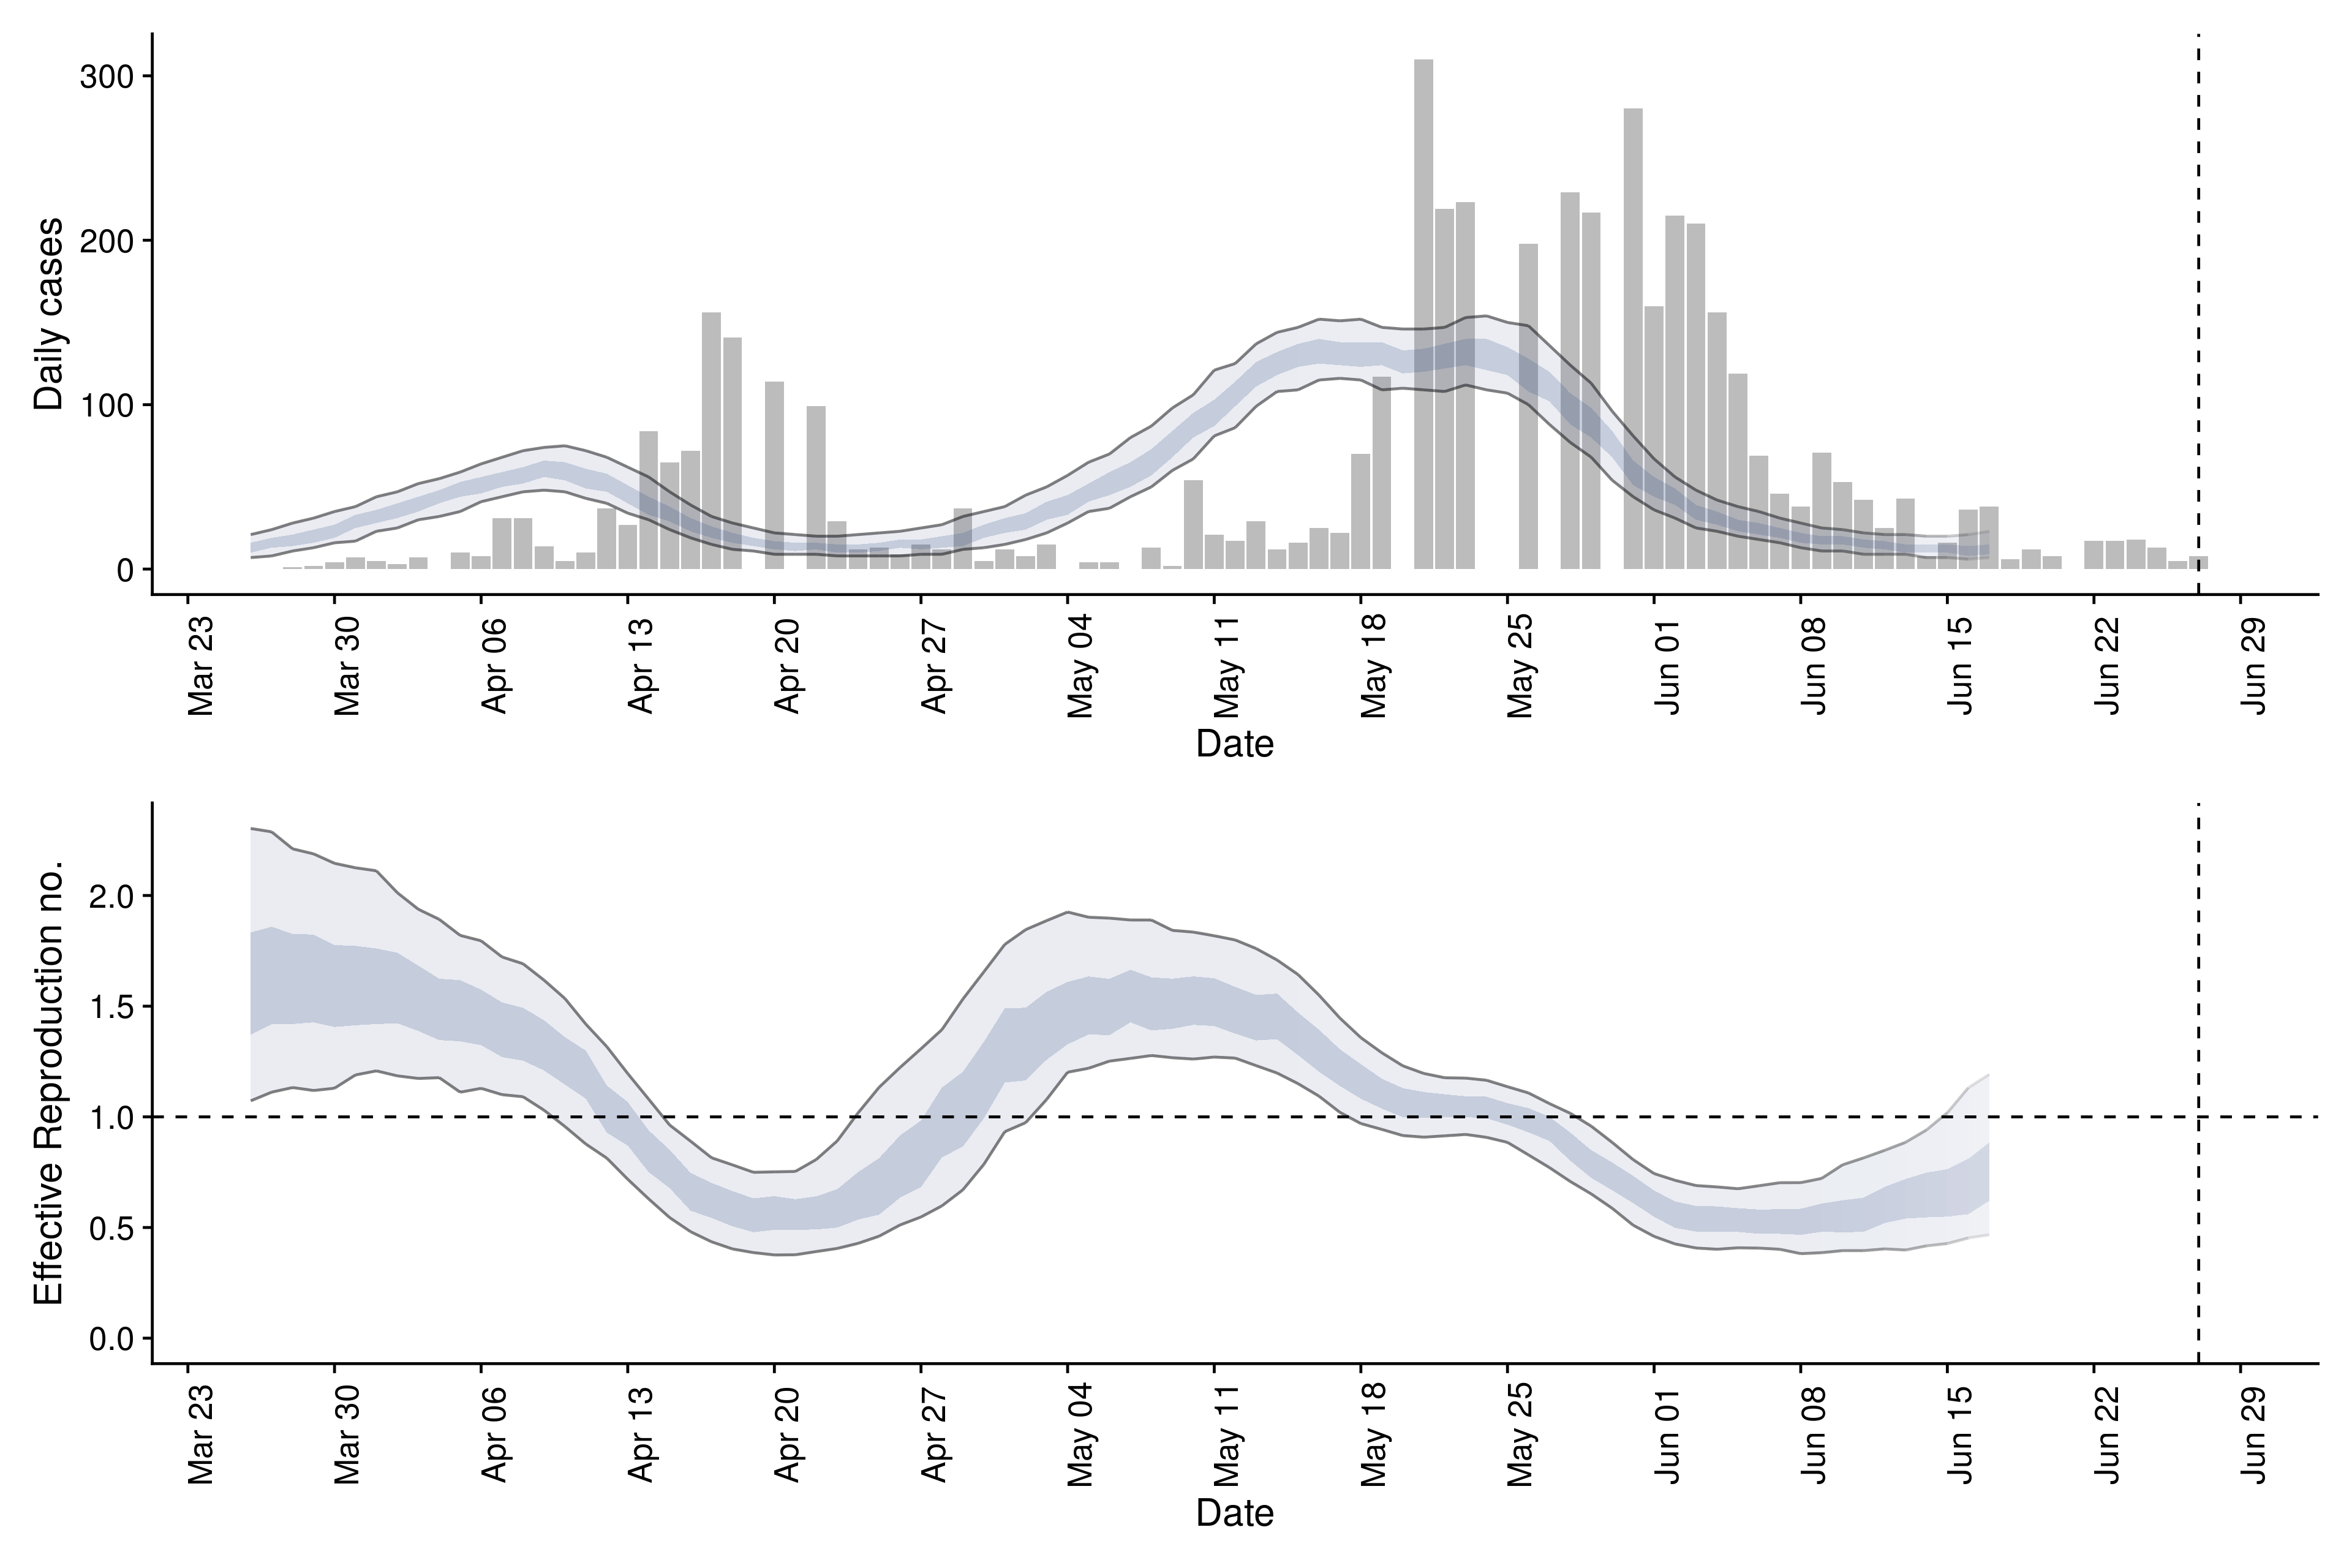 Daily cases
300
200
100
0
Mar 23
Mar 30
Apr 06
Apr 13
Apr 20
Apr 27
May 04
May 11
May 18
May 25
Jun 01
Jun 08
Jun 15
Jun 22
Jun 29
Date
Effective Reproduction no.
2.0
1.5
1.0
0.5
0.0
Mar 23
Mar 30
Apr 06
Apr 13
Apr 20
Apr 27
May 04
May 11
May 18
May 25
Jun 01
Jun 08
Jun 15
Jun 22
Jun 29
Date